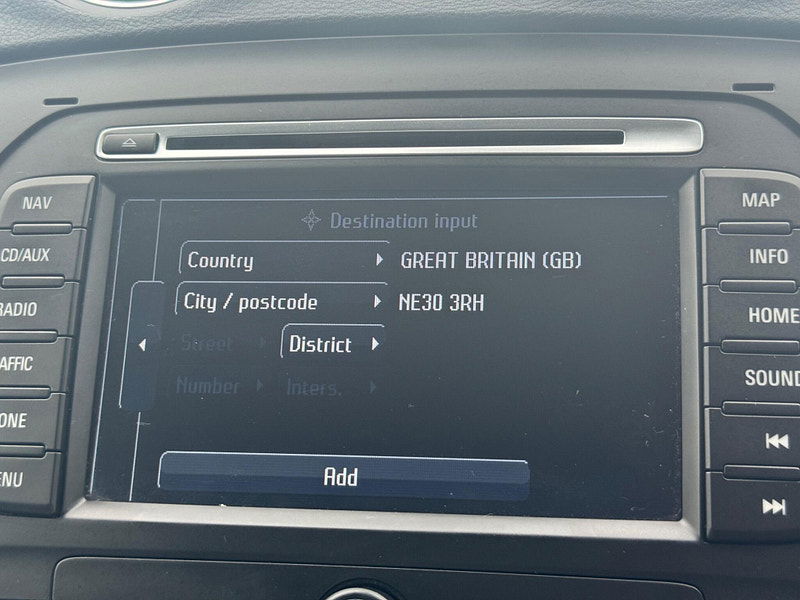 NAV
CD/AUX
RADIO
AFFIC
ONE
ENU
Destination input
Country GREAT BRITAIN (GB)
City / postcode NE30 3RH
Street District
Number Inters.
Add
MAP
INFO
HOME
SOUND